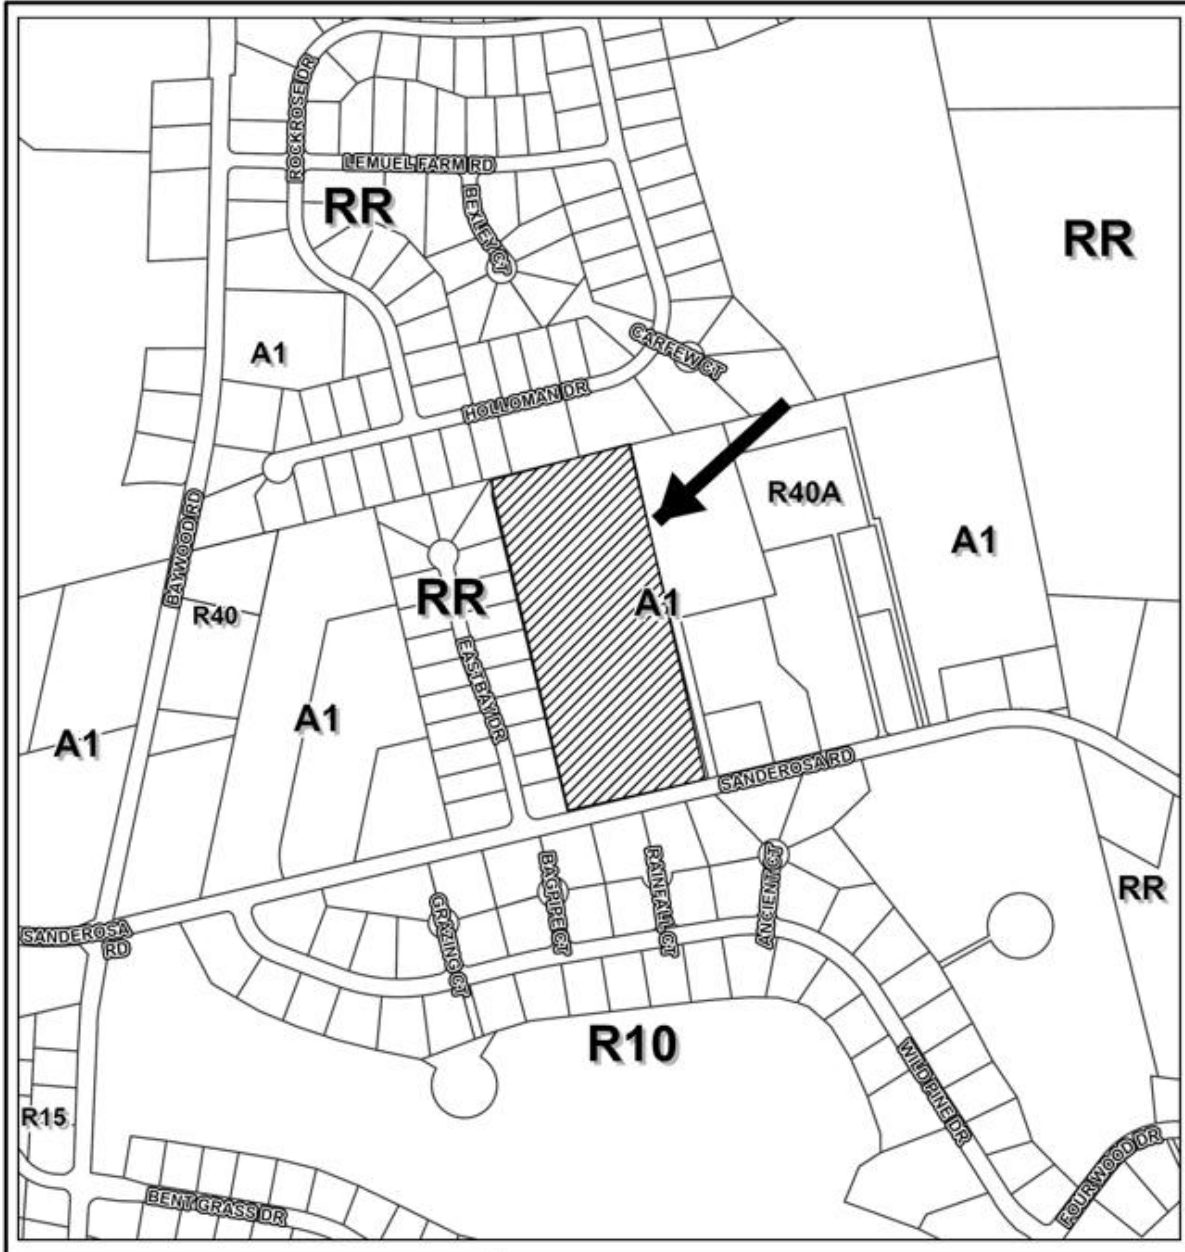 ROCKROSE DR
LEMUEL FARM RD
RR
BEXLEY CT
RR
A1
CARFEW CT
HOLLOMAN DR
R40A
A1
BAYWOOD RD
RR
A1
R40
EASTBAY DR
A1
A1
SANDEROSA RD
BAGPIPE CT
RAINFALL CT
ANCIENT CT
RR
GRAZING CT
SANDEROSA
RD
R10
WILD PINE DR
R15
FOUR WOOD DR
BENT GRASS DR